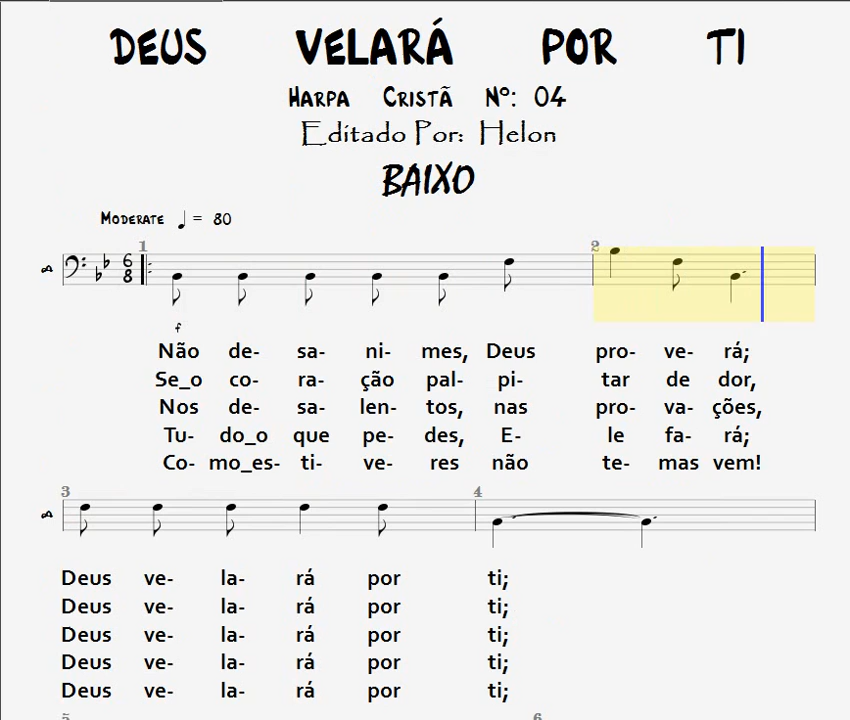 DEUS VELARÁ POR TI
HARPA CRISTÃ Nº: 04
Editado Por: Helon
BAIXO
MODERATE ♩ = 80
1
2
6
8
f
Não de- sa- ni- mes, Deus pro- ve- rá;
Se_o co- ra- ção pal- pi- tar de dor,
Nos de- sa- len- tos, nas pro- va- ções,
Tu- do_o que pe- des, E- le fa- rá;
Co- mo_es- ti- ve- res não te- mas vem!
3
4
Deus ve- la- rá por ti;
Deus ve- la- rá por ti;
Deus ve- la- rá por ti;
Deus ve- la- rá por ti;
Deus ve- la- rá por ti;
5
6